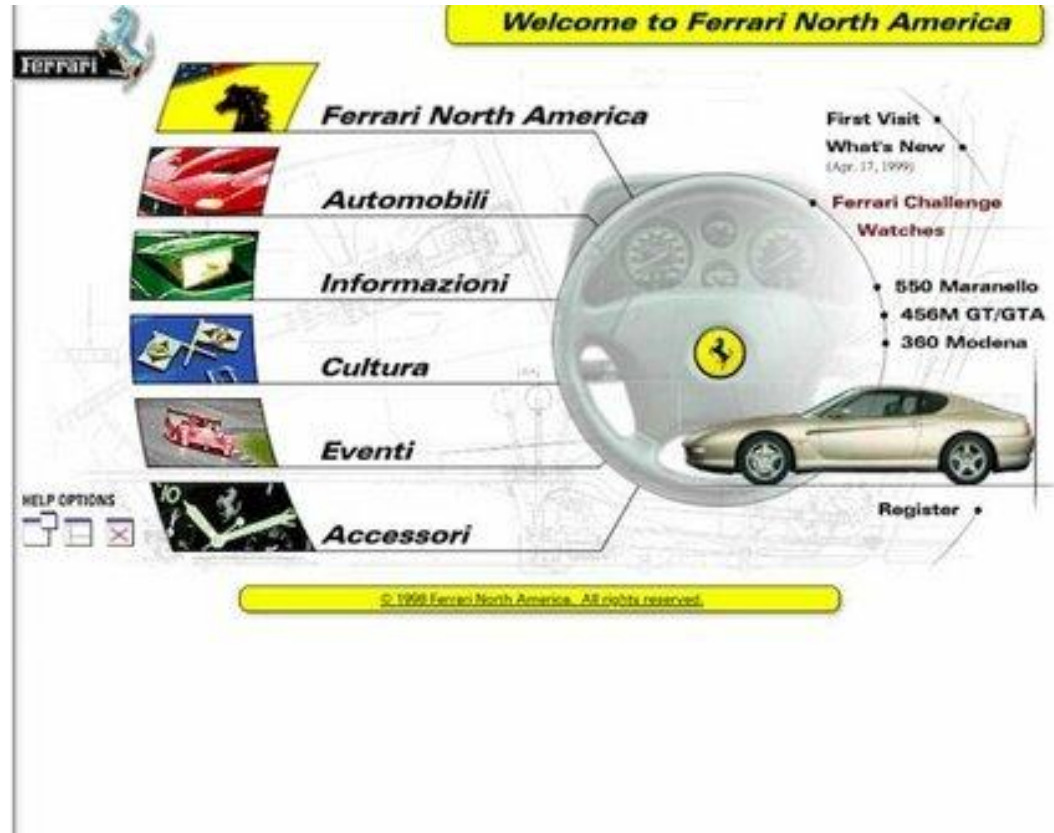 Welcome to Ferrari North America
Ferrari
Ferrari North America
Automobili
Informazioni
Cultura
Eventi
Accessori
First Visit
What's New
(Apr. 17, 1999)
Ferrari Challenge
Watches
550 Maranello
456M GT/GTA
360 Modena
Register
HELP OPTIONS
10
© 1998 Ferrari North America. All rights reserved.